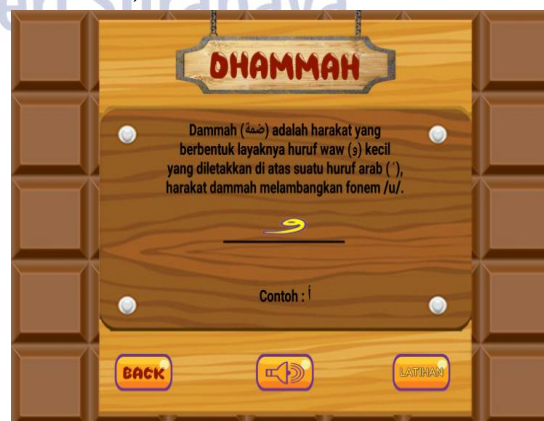 DHAMMAH
Dammah (ضمة) adalah harakat yang
berbentuk layaknya huruf waw (و) kecil
yang diletakkan di atas suatu huruf arab ( ُ ),
harakat dammah melambangkan fonem /u/.
Contoh : أ
BACK
LATIHAN